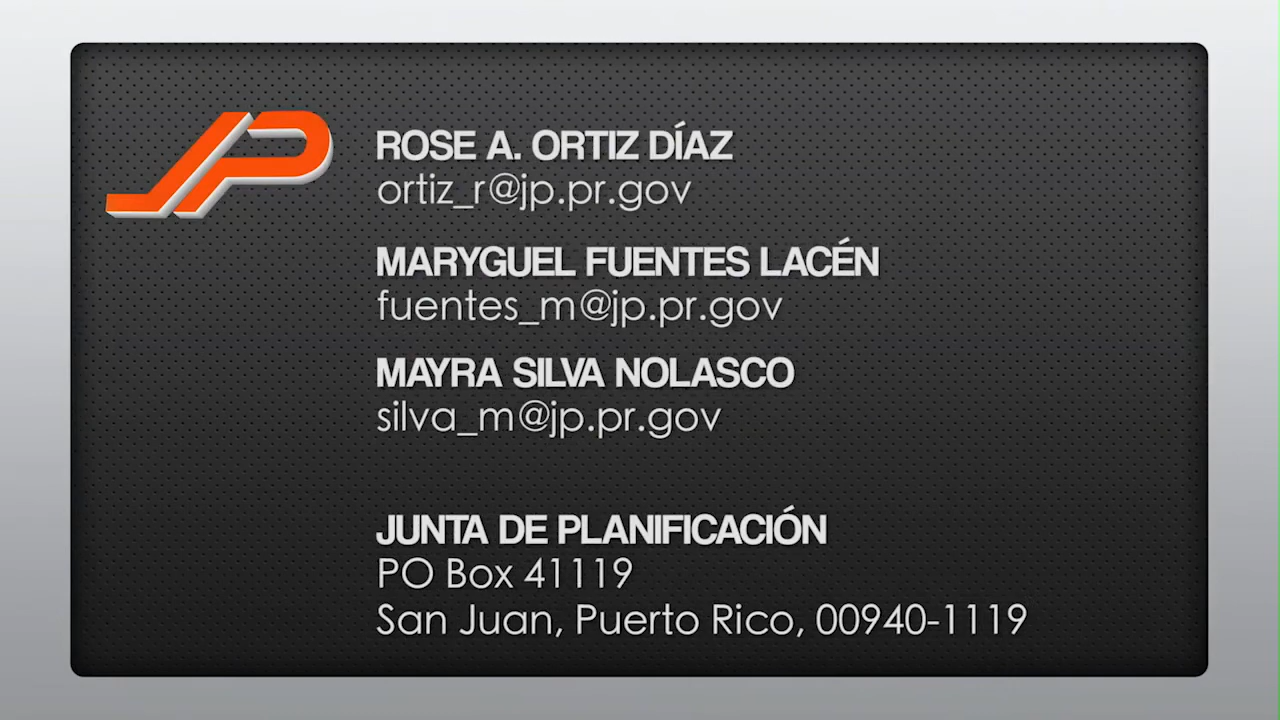 JP
ROSE A. ORTIZ DÍAZ
ortiz_r@jp.pr.gov
MARYGUEL FUENTES LACÉN
fuentes_m@jp.pr.gov
MAYRA SILVA NOLASCO
silva_m@jp.pr.gov
JUNTA DE PLANIFICACIÓN
PO Box 41119
San Juan, Puerto Rico, 00940-1119